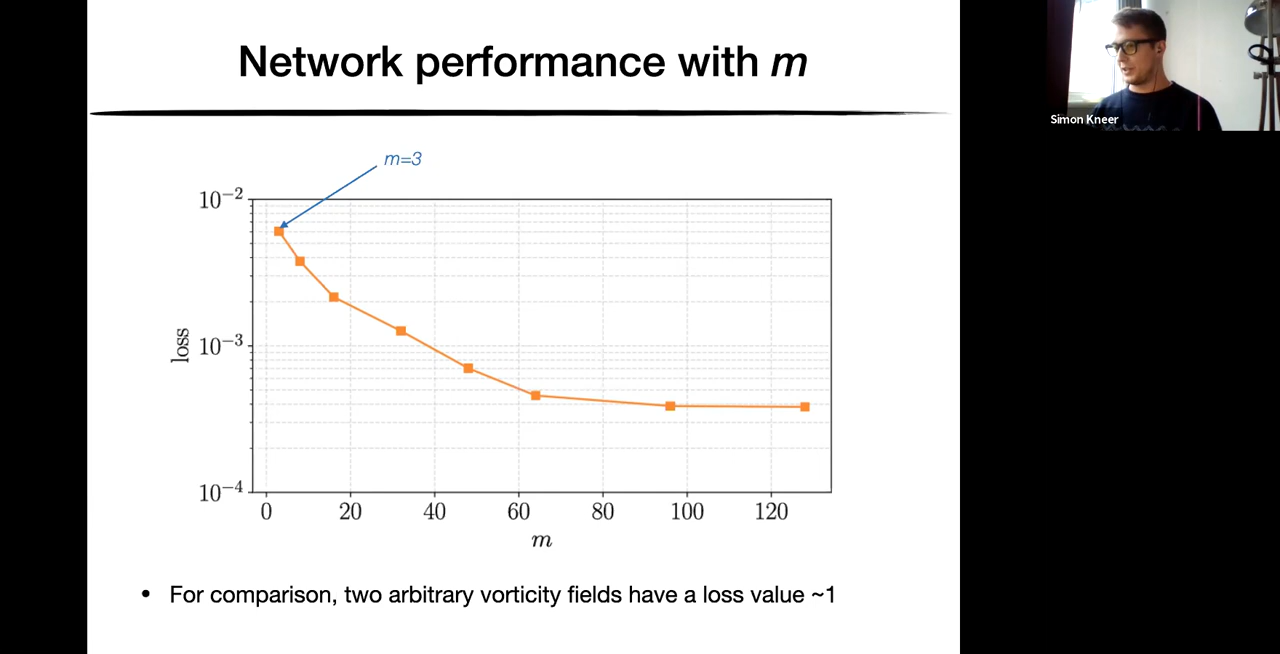 Network performance with m
Simon Kneer
m=3
10−2
loss
10−3
10−4
0 20 40 60 80 100 120
m
• For comparison, two arbitrary vorticity fields have a loss value ~1